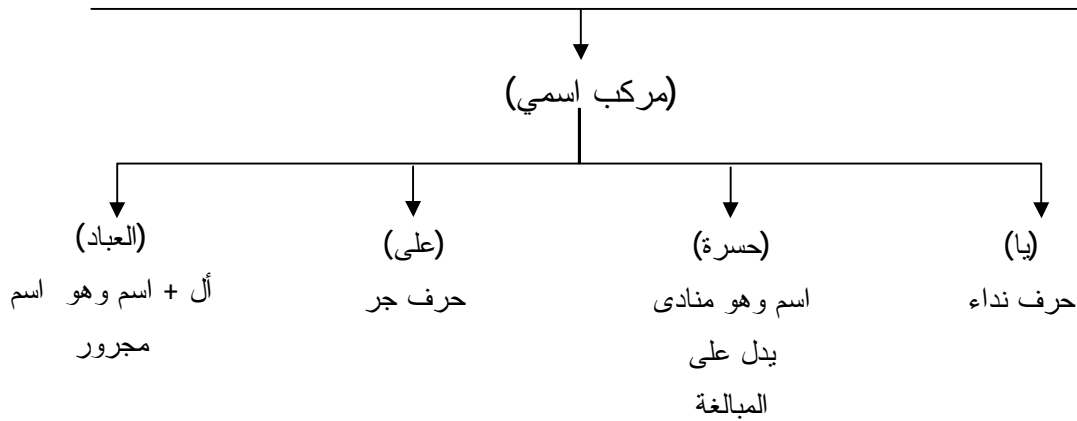 (مركب اسمي)
(يا)
حرف نداء
(حسرة)
اسم وهو منادى
يدل على
المبالغة
(على)
حرف جر
(العباد)
أل + اسم وهو اسم
مجرور